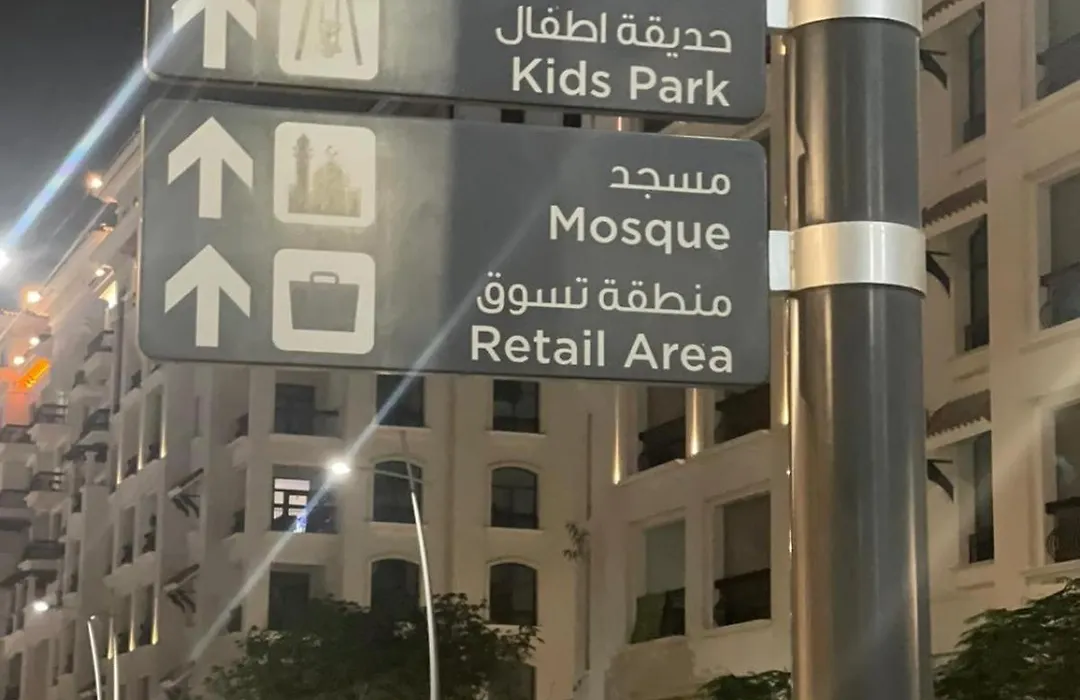 حديقة اطفال
Kids Park
مسجد
Mosque
منطقة تسوق
Retail Area